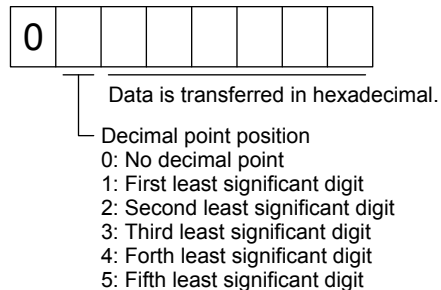 0
Data is transferred in hexadecimal.
Decimal point position
0: No decimal point
1: First least significant digit
2: Second least significant digit
3: Third least significant digit
4: Forth least significant digit
5: Fifth least significant digit